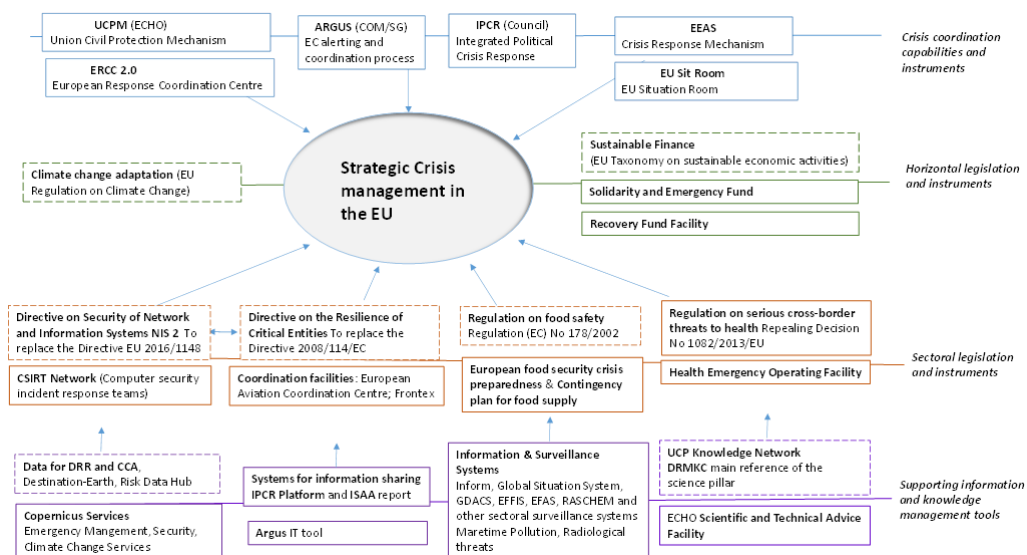 UCPM (ECHO)
Union Civil Protection Mechanism
ARGUS (COM/SG)
EC alerting and
coordination process
IPCR (Council)
Integrated Political
Crisis Response
EEAS
Crisis Response Mechanism
Crisis coordination
capabilities and
instruments
ERCC 2.0
European Response Coordination Centre
EU Sit Room
EU Situation Room
Strategic Crisis
management in
the EU
Climate change adaptation (EU
Regulation on Climate Change)
Sustainable Finance
(EU Taxonomy on sustainable economic activities)
Solidarity and Emergency Fund
Recovery Fund Facility
Horizontal legislation
and instruments
Directive on Security of Network
and Information Systems NIS 2 To
replace the Directive EU 2016/1148
Directive on the Resilience of
Critical Entities To replace the
Directive 2008/114/EC
Regulation on food safety
Regulation (EC) No 178/2002
Regulation on serious cross-border
threats to health Repealing Decision
No 1082/2013/EU
CSIRT Network (Computer security
incident response teams)
Coordination facilities: European
Aviation Coordination Centre; Frontex
European food security crisis
preparedness & Contingency
plan for food supply
Health Emergency Operating Facility
Sectoral legislation
and instruments
Data for DRR and CCA,
Destination-Earth, Risk Data Hub
Systems for information sharing
IPCR Platform and ISAA report
Information & Surveillance
Systems
Inform, Global Situation System,
GDACS, EFFIS, EFAS, RASCHEM and
other sectoral surveillance systems
Maretime Pollution, Radiological
threats
UCP Knowledge Network
DRMKC main reference of the
science pillar
Supporting information
and knowledge
management tools
Copernicus Services
Emergency Mangement, Security,
Climate Change Services
Argus IT tool
ECHO Scientific and Technical Advice
Facility